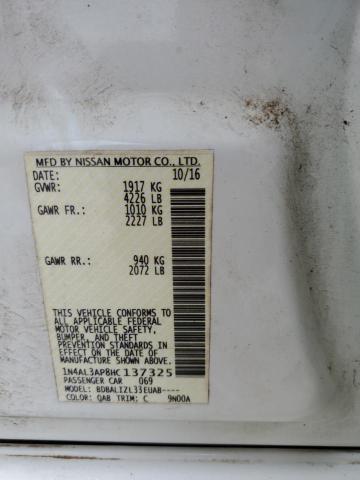 MFD BY NISSAN MOTOR CO., LTD.
DATE: 10/16
GVWR: 1917 KG
4226 LB
GAWR FR.: 1010 KG
2227 LB
GAWR RR.: 940 KG
2072 LB
THIS VEHICLE CONFORMS TO
ALL APPLICABLE FEDERAL
MOTOR VEHICLE SAFETY,
BUMPER, AND THEFT
PREVENTION STANDARDS
IN EFFECT ON THE DATE OF
MANUFACTURE SHOWN ABOVE.
1N4AL3AP8HC137325
PASSENGER CAR 069
MODEL: BDBALIZL33EUAB----
COLOR: QAB TRIM: C 9N00A